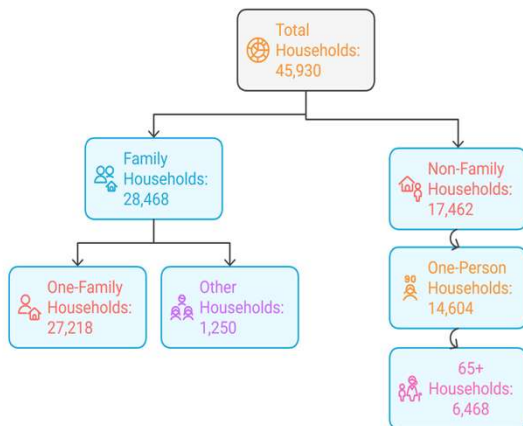 Total
Households:
45,930
Family
Households:
28,468
Non-Family
Households:
17,462
One-Family
Households:
27,218
Other
Households:
1,250
90
One-Person
Households:
14,604
65+
Households:
6,468